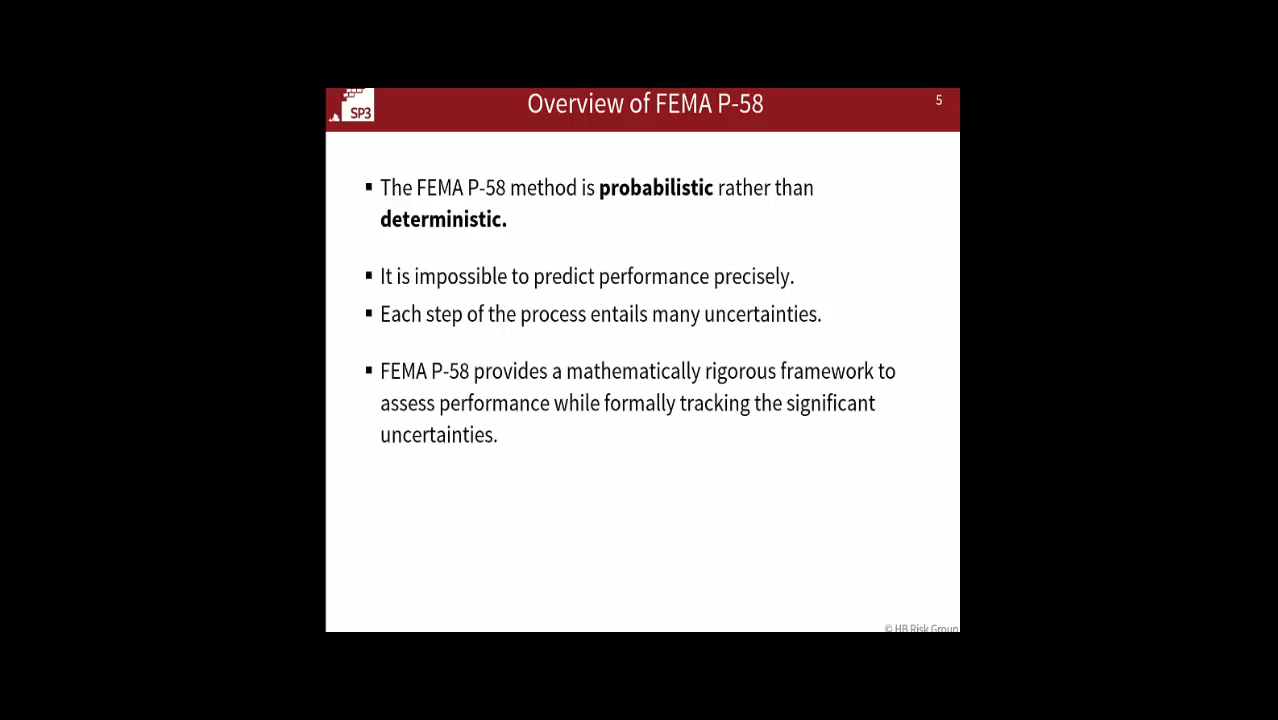 SP3
Overview of FEMA P-58
5
▪ The FEMA P-58 method is probabilistic rather than
deterministic.
▪ It is impossible to predict performance precisely.
▪ Each step of the process entails many uncertainties.
▪ FEMA P-58 provides a mathematically rigorous framework to
assess performance while formally tracking the significant
uncertainties.
© HB Risk Group